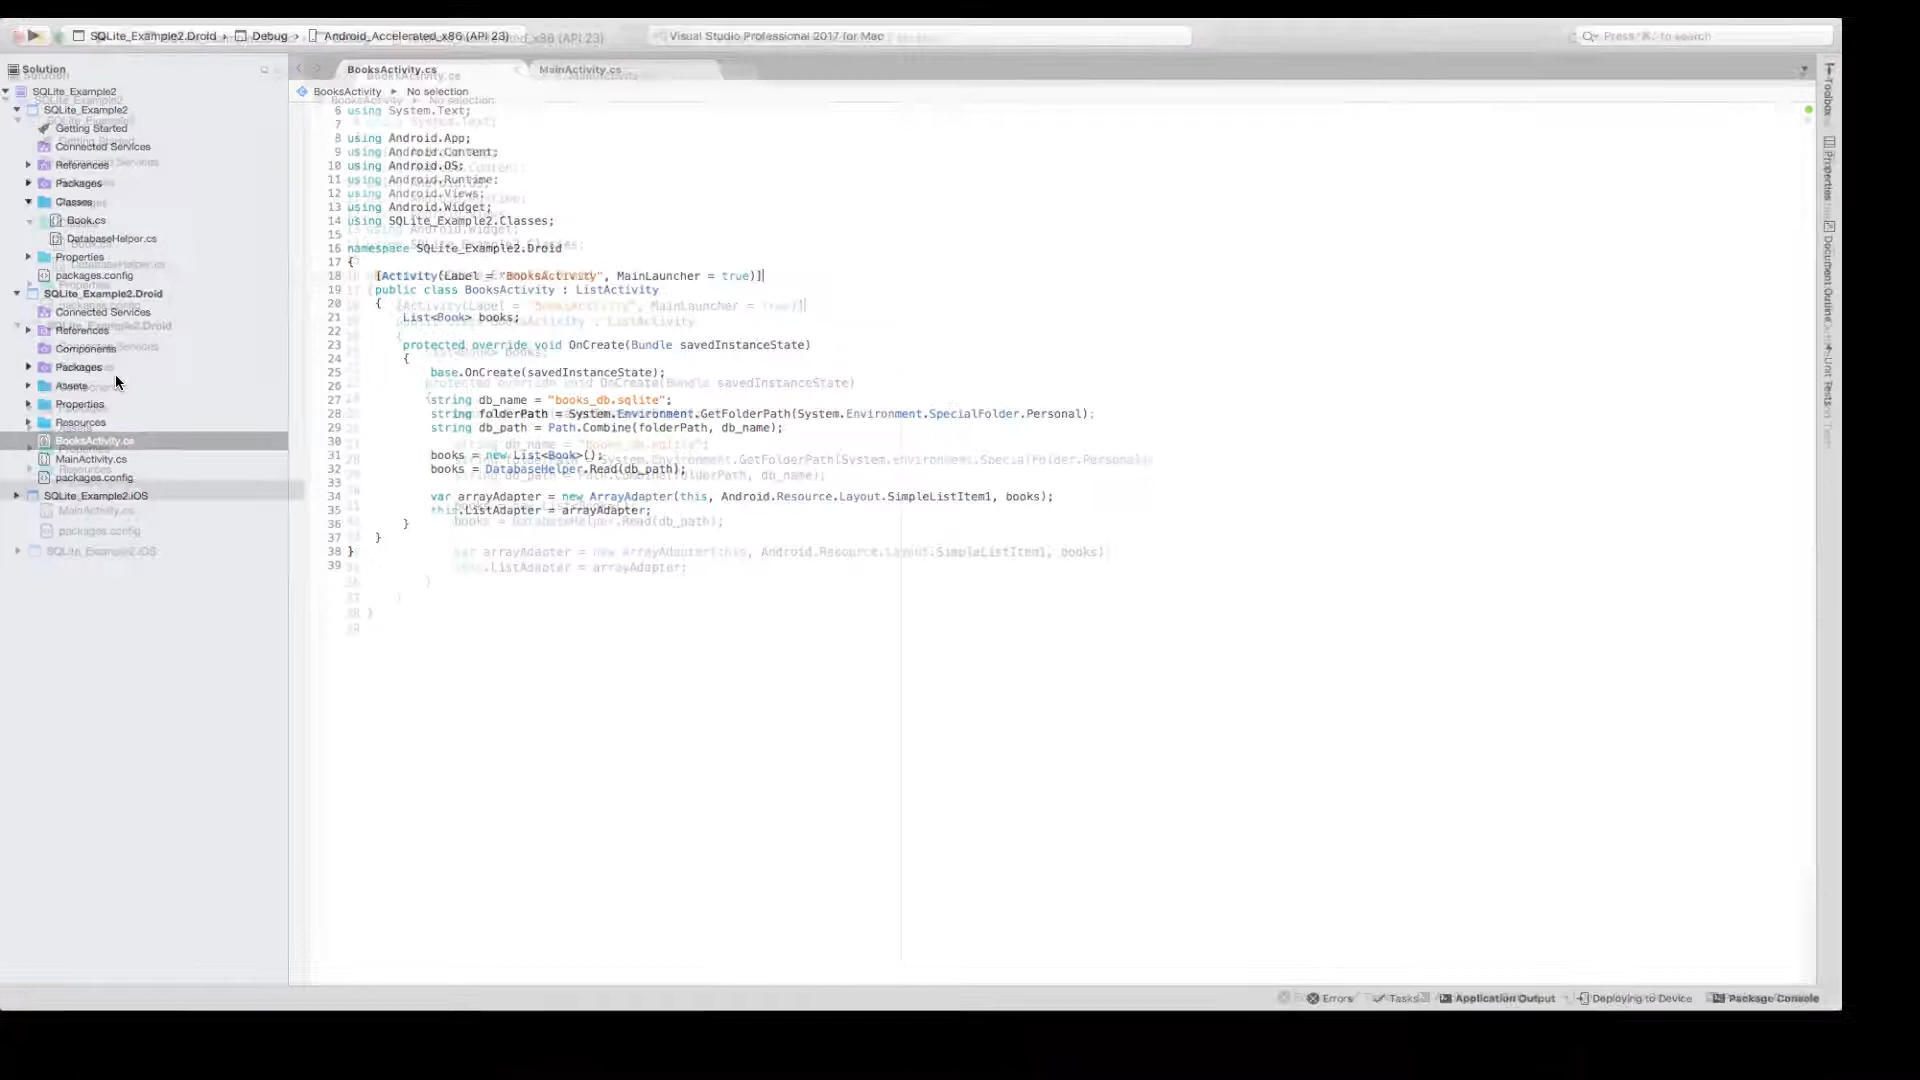 SQLite_Example2.Droid › Debug › Android_Accelerated_x86 (API 23)
Visual Studio Professional 2017 for Mac
Press ‘⌘.’ to search
Solution
SQLite_Example2
SQLite_Example2
Getting Started
Connected Services
References
Packages
Classes
Book.cs
DatabaseHelper.cs
Properties
packages.config
SQLite_Example2.Droid
Connected Services
References
Components
Packages
Assets
Properties
Resources
BooksActivity.cs
MainActivity.cs
packages.config
SQLite_Example2.iOS
BooksActivity.cs
MainActivity.cs
BooksActivity ▸ No selection
6 using System.Text;
7
8 using Android.App;
9 using Android.Content;
10 using Android.OS;
11 using Android.Runtime;
12 using Android.Views;
13 using Android.Widget;
14 using SQLite_Example2.Classes;
15
16 namespace SQLite_Example2.Droid
17 {
18 [Activity(Label = "BooksActivity", MainLauncher = true)]
19 public class BooksActivity : ListActivity
20 {
21 List<Book> books;
22
23 protected override void OnCreate(Bundle savedInstanceState)
24 {
25 base.OnCreate(savedInstanceState);
26
27 string db_name = "books_db.sqlite";
28 string folderPath = System.Environment.GetFolderPath(System.Environment.SpecialFolder.Personal);
29 string db_path = Path.Combine(folderPath, db_name);
30
31 books = new List<Book>();
32 books = DatabaseHelper.Read(db_path);
33
34 var arrayAdapter = new ArrayAdapter(this, Android.Resource.Layout.SimpleListItem1, books);
35 this.ListAdapter = arrayAdapter;
36 }
37 }
38 }
39
Toolbox
Properties
Document Outline
Unit Tests
Errors
Tasks
Application Output
Deploying to Device
Package Console